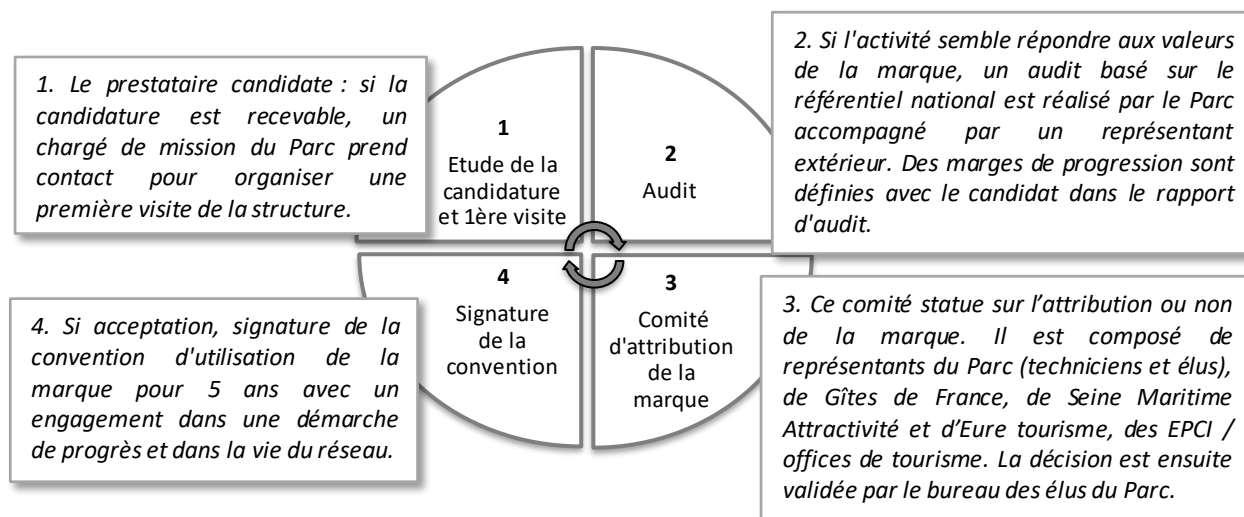 1. Le prestataire candidate : si la
candidature est recevable, un
chargé de mission du Parc prend
contact pour organiser une
première visite de la structure.
1
Etude de la
candidature
et 1ère visite
2
Audit
2. Si l'activité semble répondre aux valeurs
de la marque, un audit basé sur le
référentiel national est réalisé par le Parc
accompagné par un représentant
extérieur. Des marges de progression sont
définies avec le candidat dans le rapport
d'audit.
4. Si acceptation, signature de la
convention d'utilisation de la
marque pour 5 ans avec un
engagement dans une démarche
de progrès et dans la vie du réseau.
4
Signature
de la
convention
3
Comité
d'attribution
de la
marque
3. Ce comité statue sur l’attribution ou non
de la marque. Il est composé de
représentants du Parc (techniciens et élus),
de Gîtes de France, de Seine Maritime
Attractivité et d’Eure tourisme, des EPCI /
offices de tourisme. La décision est ensuite
validée par le bureau des élus du Parc.